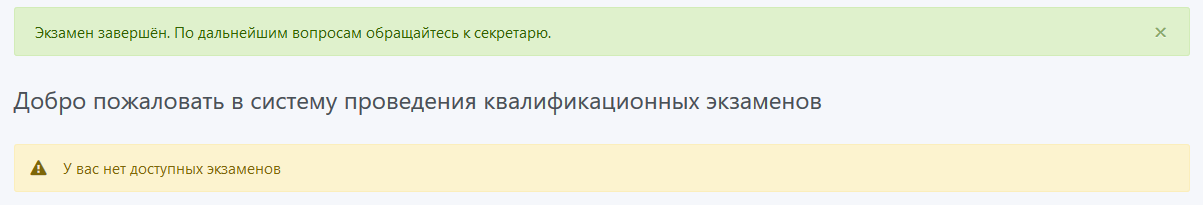 Экзамен завершён. По дальнейшим вопросам обращайтесь к секретарю.
Добро пожаловать в систему проведения квалификационных экзаменов
У вас нет доступных экзаменов